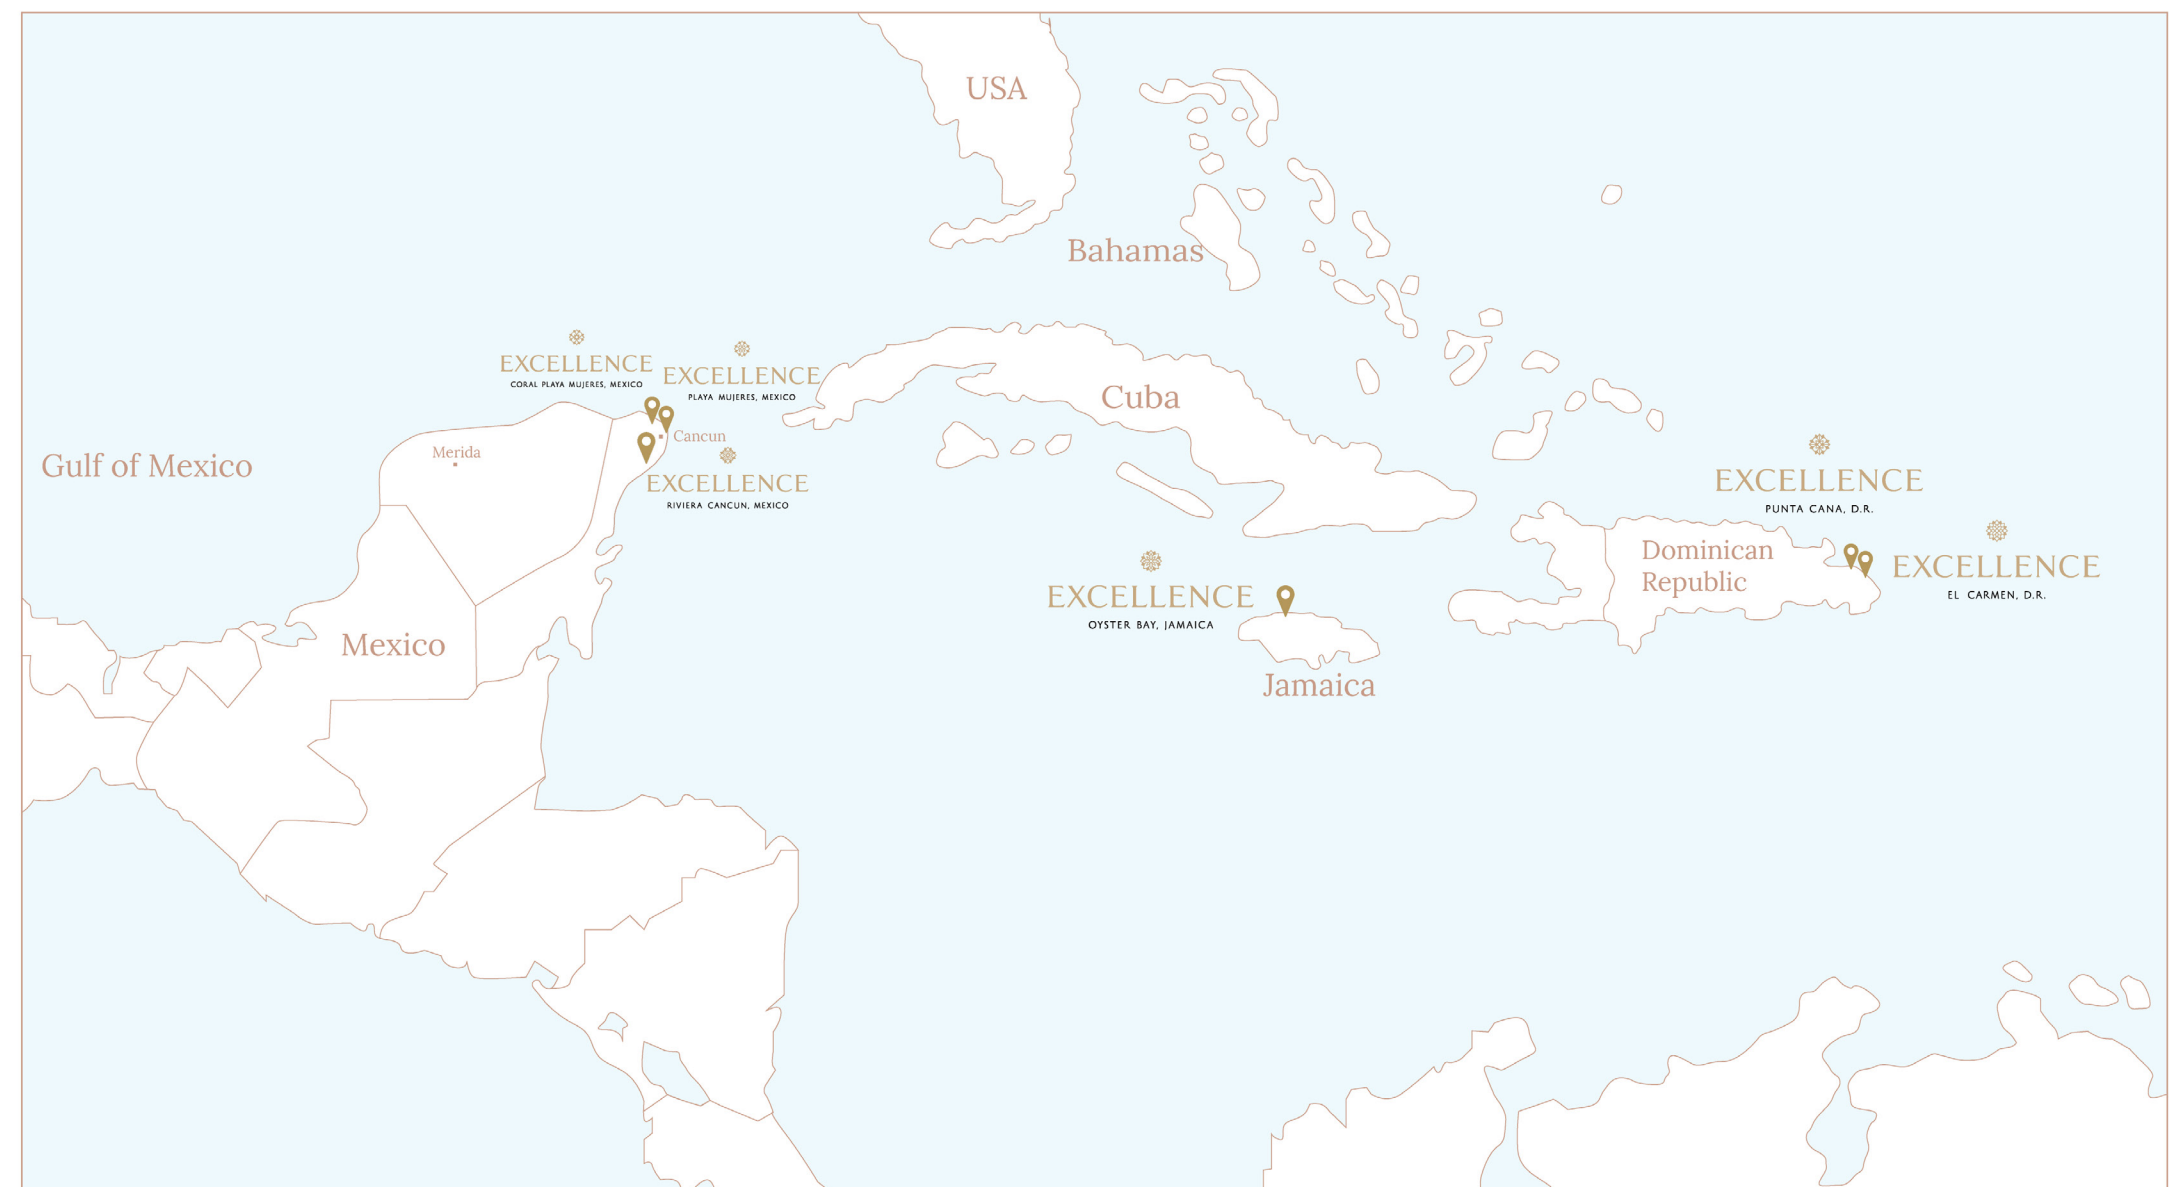 USA
Bahamas
EXCELLENCE
CORAL PLAYA MUJERES, MEXICO
EXCELLENCE
PLAYA MUJERES, MEXICO
Cuba
Cancun
Merida
Gulf of Mexico
EXCELLENCE
RIVIERA CANCUN, MEXICO
EXCELLENCE
PUNTA CANA, D.R.
Dominican
Republic
EXCELLENCE
EL CARMEN, D.R.
EXCELLENCE
OYSTER BAY, JAMAICA
Mexico
Jamaica